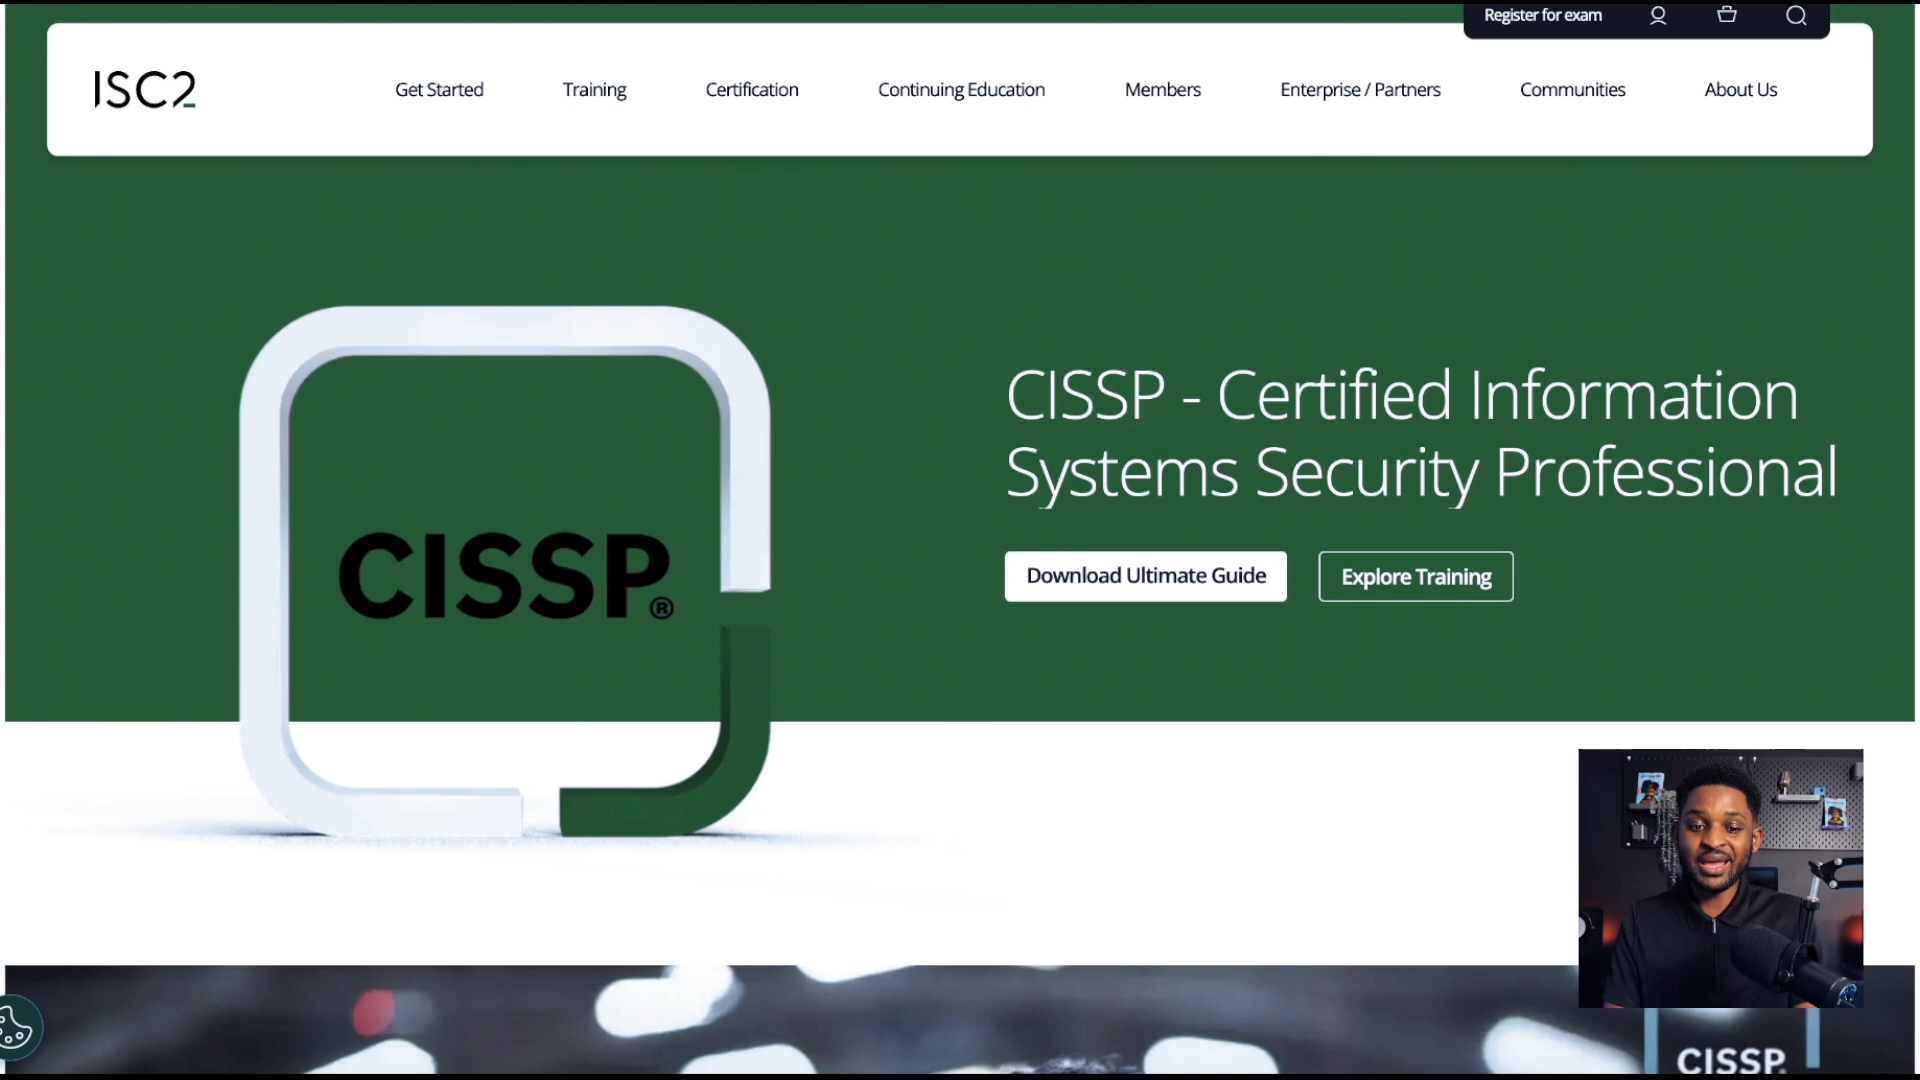 Register for exam
ISC2
Get Started
Training
Certification
Continuing Education
Members
Enterprise / Partners
Communities
About Us
CISSP - Certified Information
Systems Security Professional
CISSP®
Download Ultimate Guide
Explore Training
CISSP